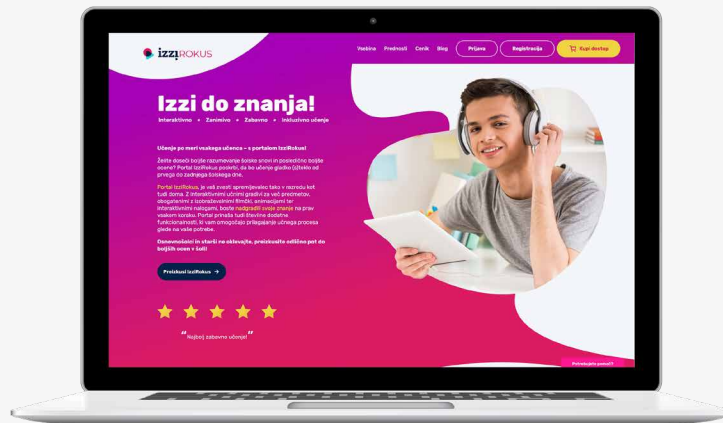 izzi ROKUS
Vsebine Prednosti Cenik Blog Prijava Registracija Kupi dostop
Izzi do znanja!
Interaktivno • Zanimivo • Zabavno • Inkluzivno učenje
Učenje po meri vsakega učenca – s portalom IzziRokus!
Želite doseči boljše razumevanje šolske snovi in posledično boljše
ocene? Portal IzziRokus poskrbi, da bo učenje gladko (s)teklo od
prvega do zadnjega šolskega dne.
Portal IzziRokus, je vaš zvesti spremljevalec tako v razredu kot
tudi doma. Z interaktivnimi učnimi gradivi za več predmetov,
obogatenimi z izobraževalnimi filmčki, animacijami ter
interaktivnimi nalogami, boste nadgradili svoje znanje na prav
vsakem koraku. Portal prinaša tudi številne dodatne
funkcionalnosti, ki vam omogočajo prilagajanje učnega procesa
glede na vaše potrebe.
Osnovnošolci in starši ne oklevajte, preizkusite odlično pot do
boljših ocen v šoli!
Preizkusi IzziRokus →
"Najbolj zabavno učenje!"
Potrebujete pomoč?